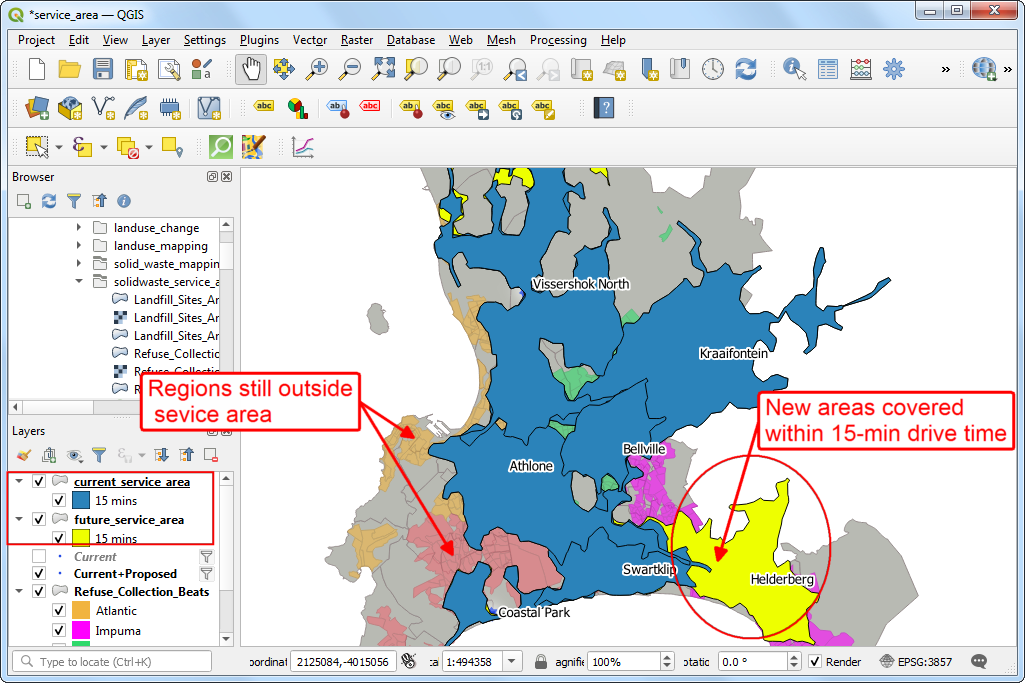 *service_area — QGIS
Project Edit View Layer Settings Plugins Vector Raster Database Web Mesh Processing Help
Browser
landuse_change
landuse_mapping
solid_waste_mappin
solidwaste_service_a
Landfill_Sites_Ar
Landfill_Sites_Ar
Landfill_Sites_Ar
Refuse_Collectic
Refuse_Collectic
Layers
current_service_area
15 mins
future_service_area
15 mins
Current
Current+Proposed
Refuse_Collection_Beats
Atlantic
Impuma
Vissershok North
Kraaifontein
Bellville
Athlone
Swartklip
Helderberg
Coastal Park
Regions still outside
sevice area
New areas covered
within 15-min drive time
Type to locate (Ctrl+K)
oordinat 2125084,-4015056 ca 1:494358 agnifie 100% otatic 0.0 ° Render EPSG:3857